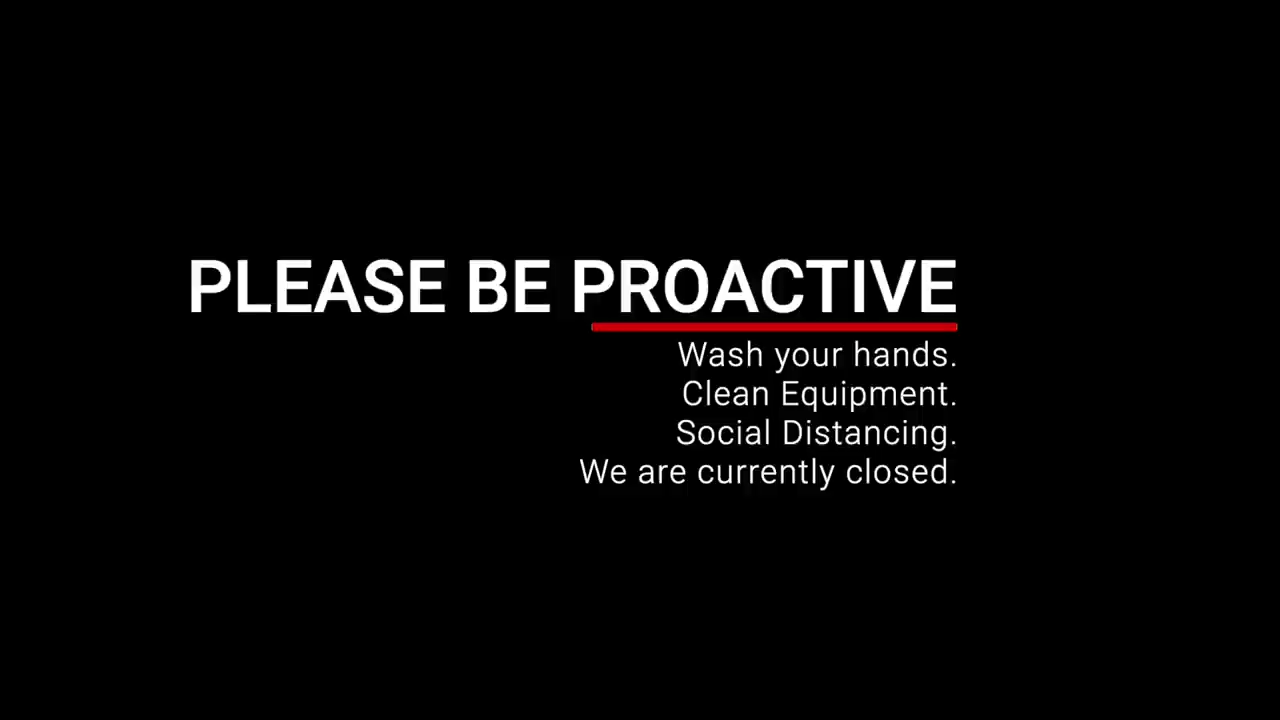 PLEASE BE PROACTIVE
Wash your hands.
Clean Equipment.
Social Distancing.
We are currently closed.